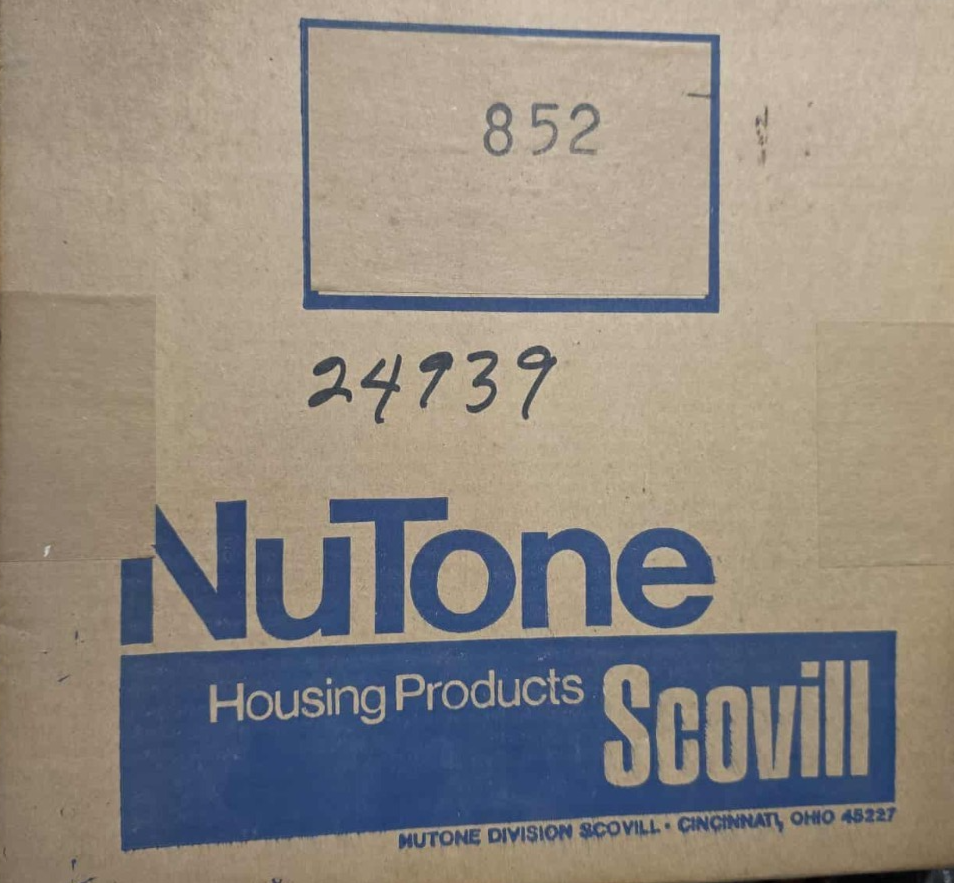 852
24939
NuTone
Housing Products Scovill
NUTONE DIVISION SCOVILL • CINCINNATI, OHIO 45227